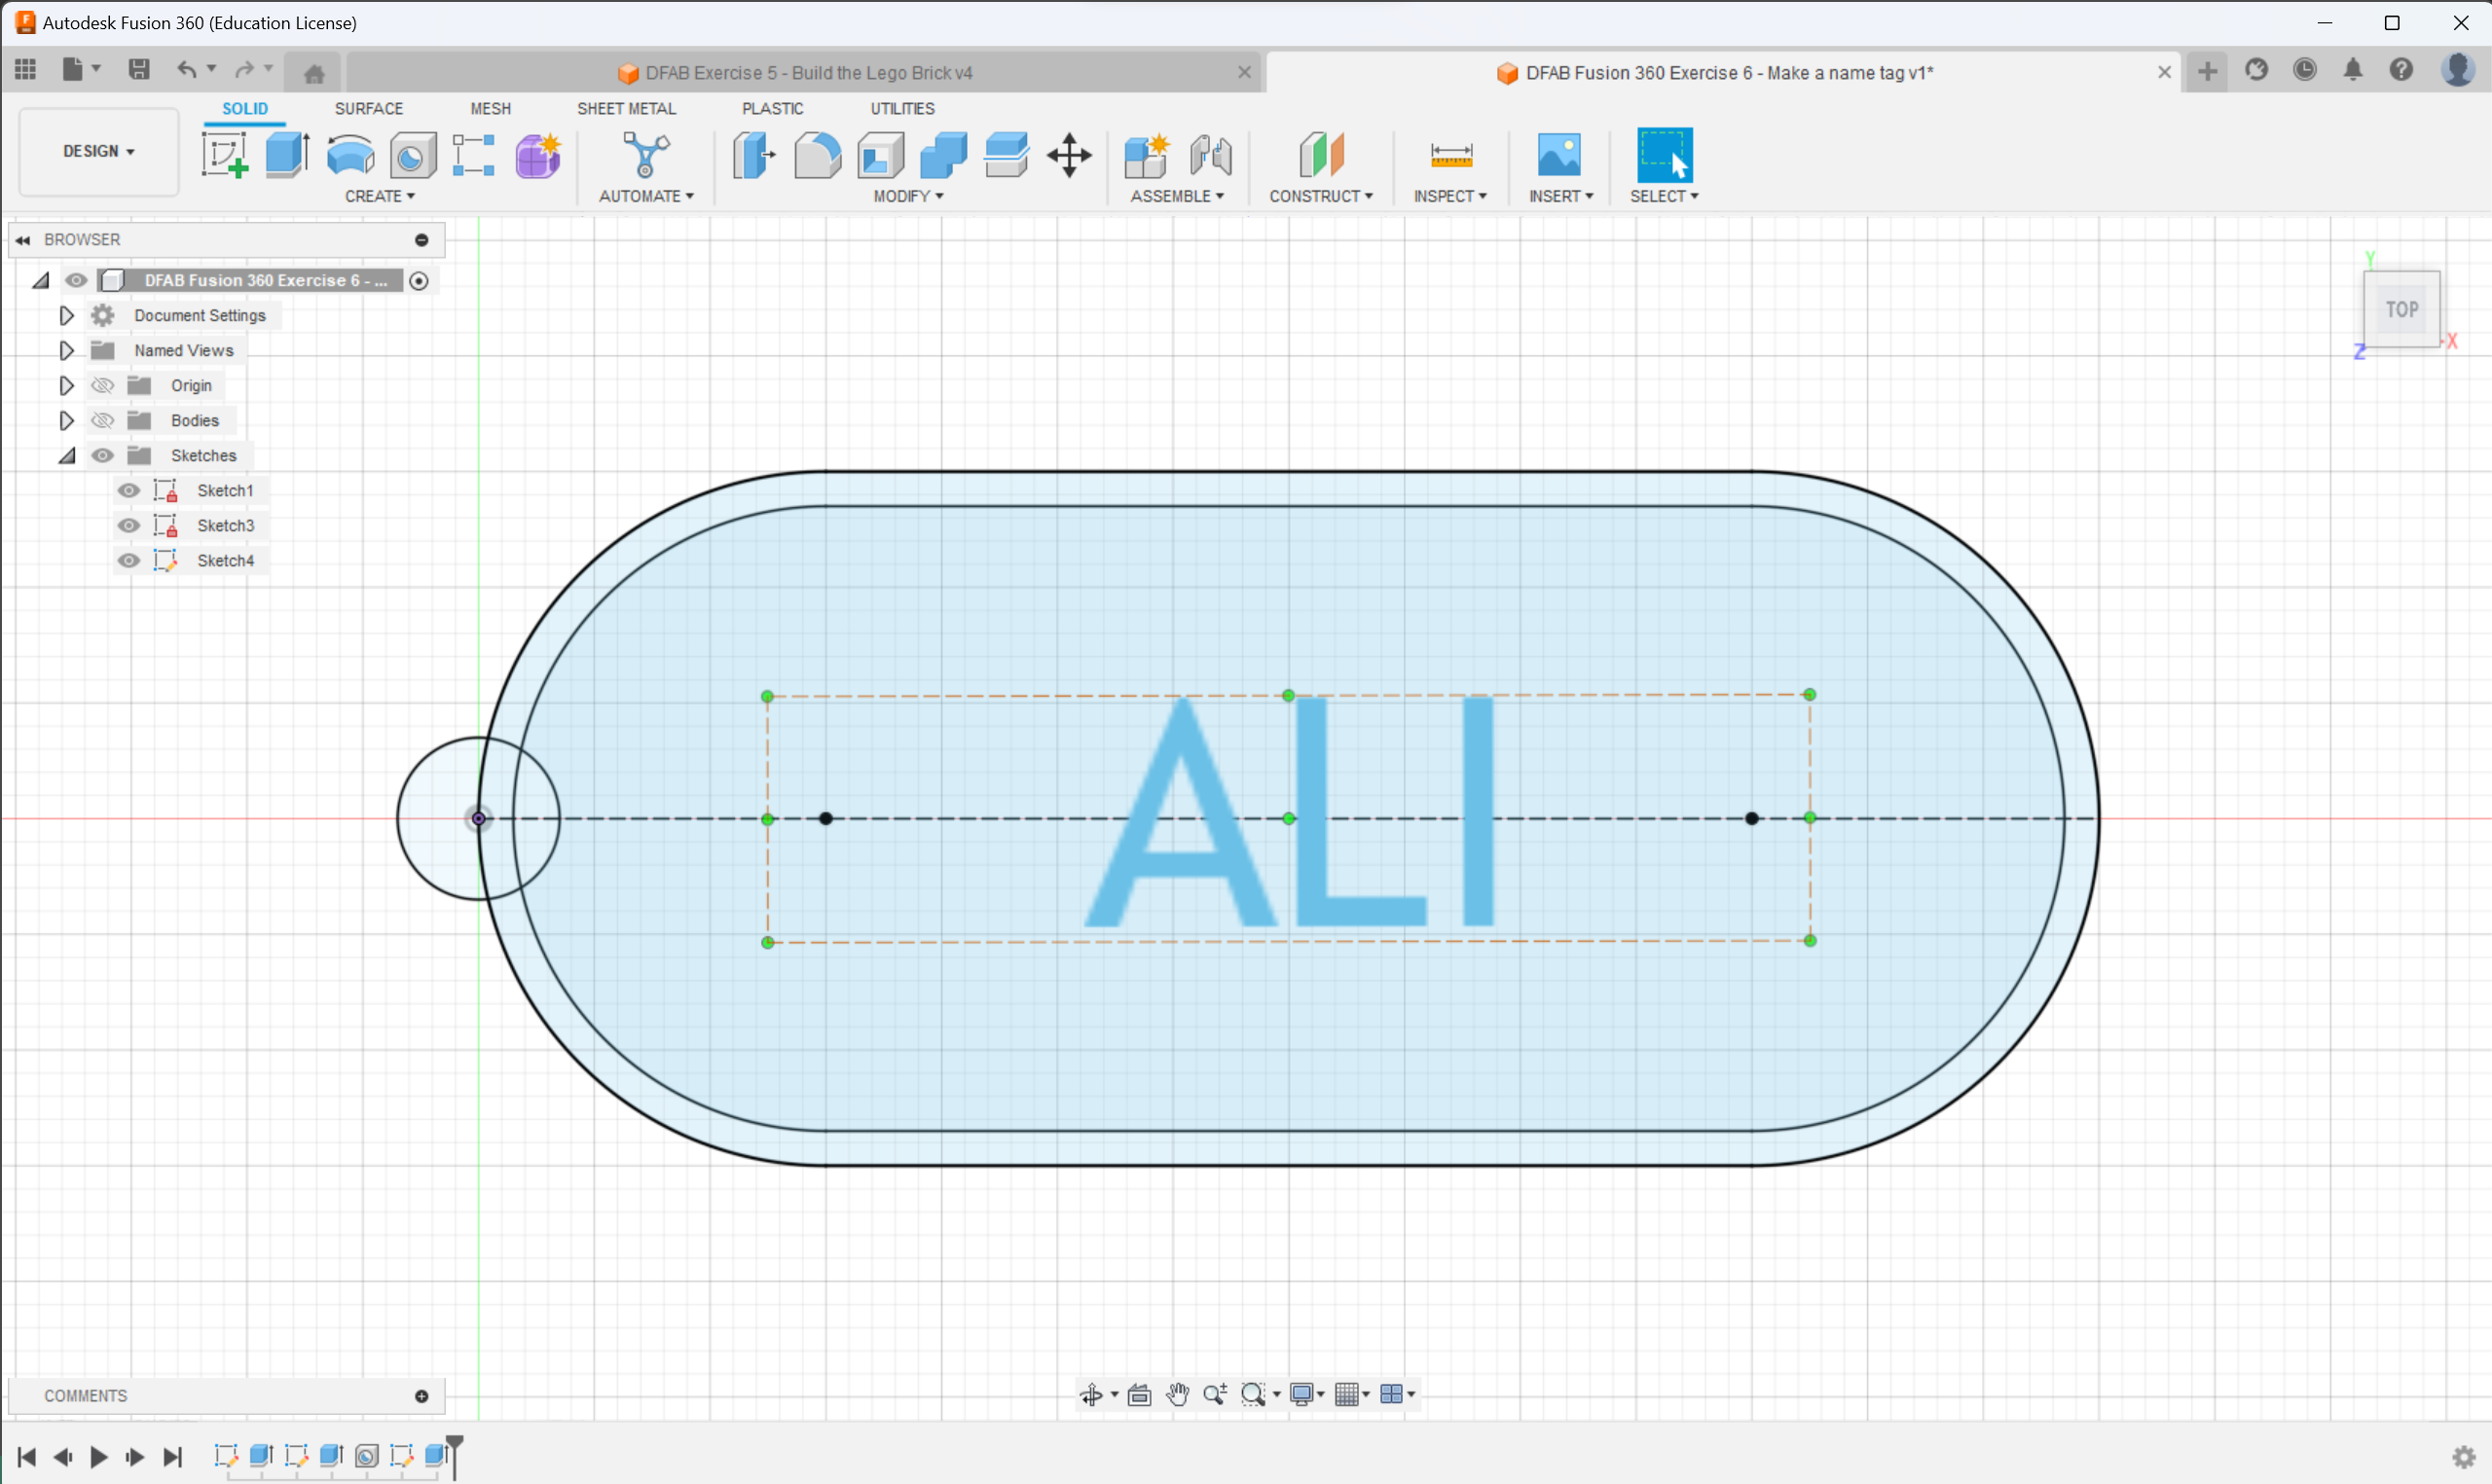 Autodesk Fusion 360 (Education License)
DFAB Exercise 5 - Build the Lego Brick v4
DFAB Fusion 360 Exercise 6 - Make a name tag v1*
SOLID SURFACE MESH SHEET METAL PLASTIC UTILITIES
DESIGN
CREATE AUTOMATE MODIFY ASSEMBLE CONSTRUCT INSPECT INSERT SELECT
BROWSER
DFAB Fusion 360 Exercise 6 - ...
Document Settings
Named Views
Origin
Bodies
Sketches
Sketch1
Sketch3
Sketch4
Y
TOP
X
Z
ALI
COMMENTS